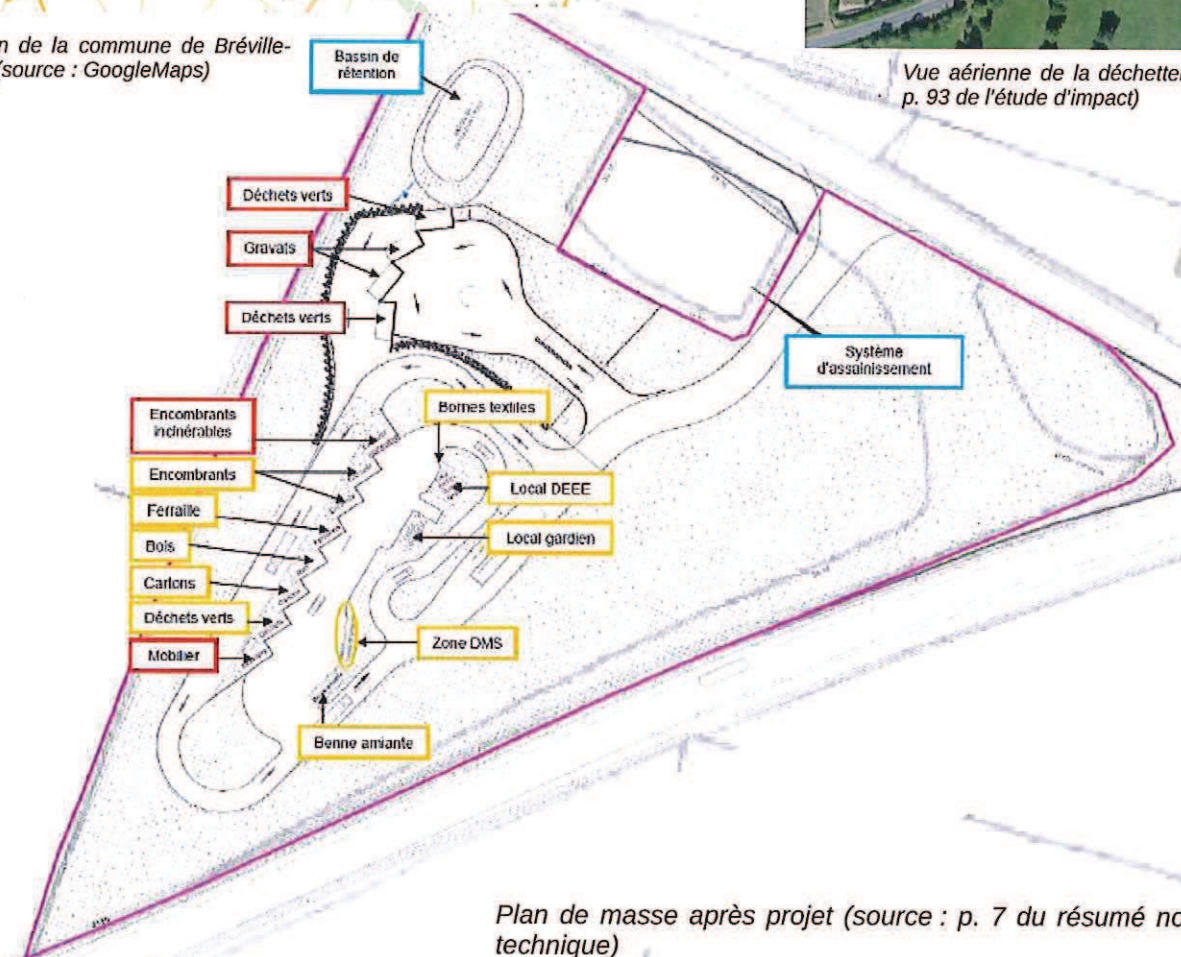 n de la commune de Bréville-
(source : GoogleMaps)
Vue aérienne de la déchetter
p. 93 de l'étude d'impact)
Bassin de
rétention
Déchets verts
Gravats
Déchets verts
Système
d'assainissement
Encombrants
incinérables
Bornes textiles
Encombrants
Local DEEE
Ferraille
Local gardien
Bois
Cartons
Déchets verts
Zone DMS
Mobilier
Benne amiante
Plan de masse après projet (source : p. 7 du résumé no
technique)